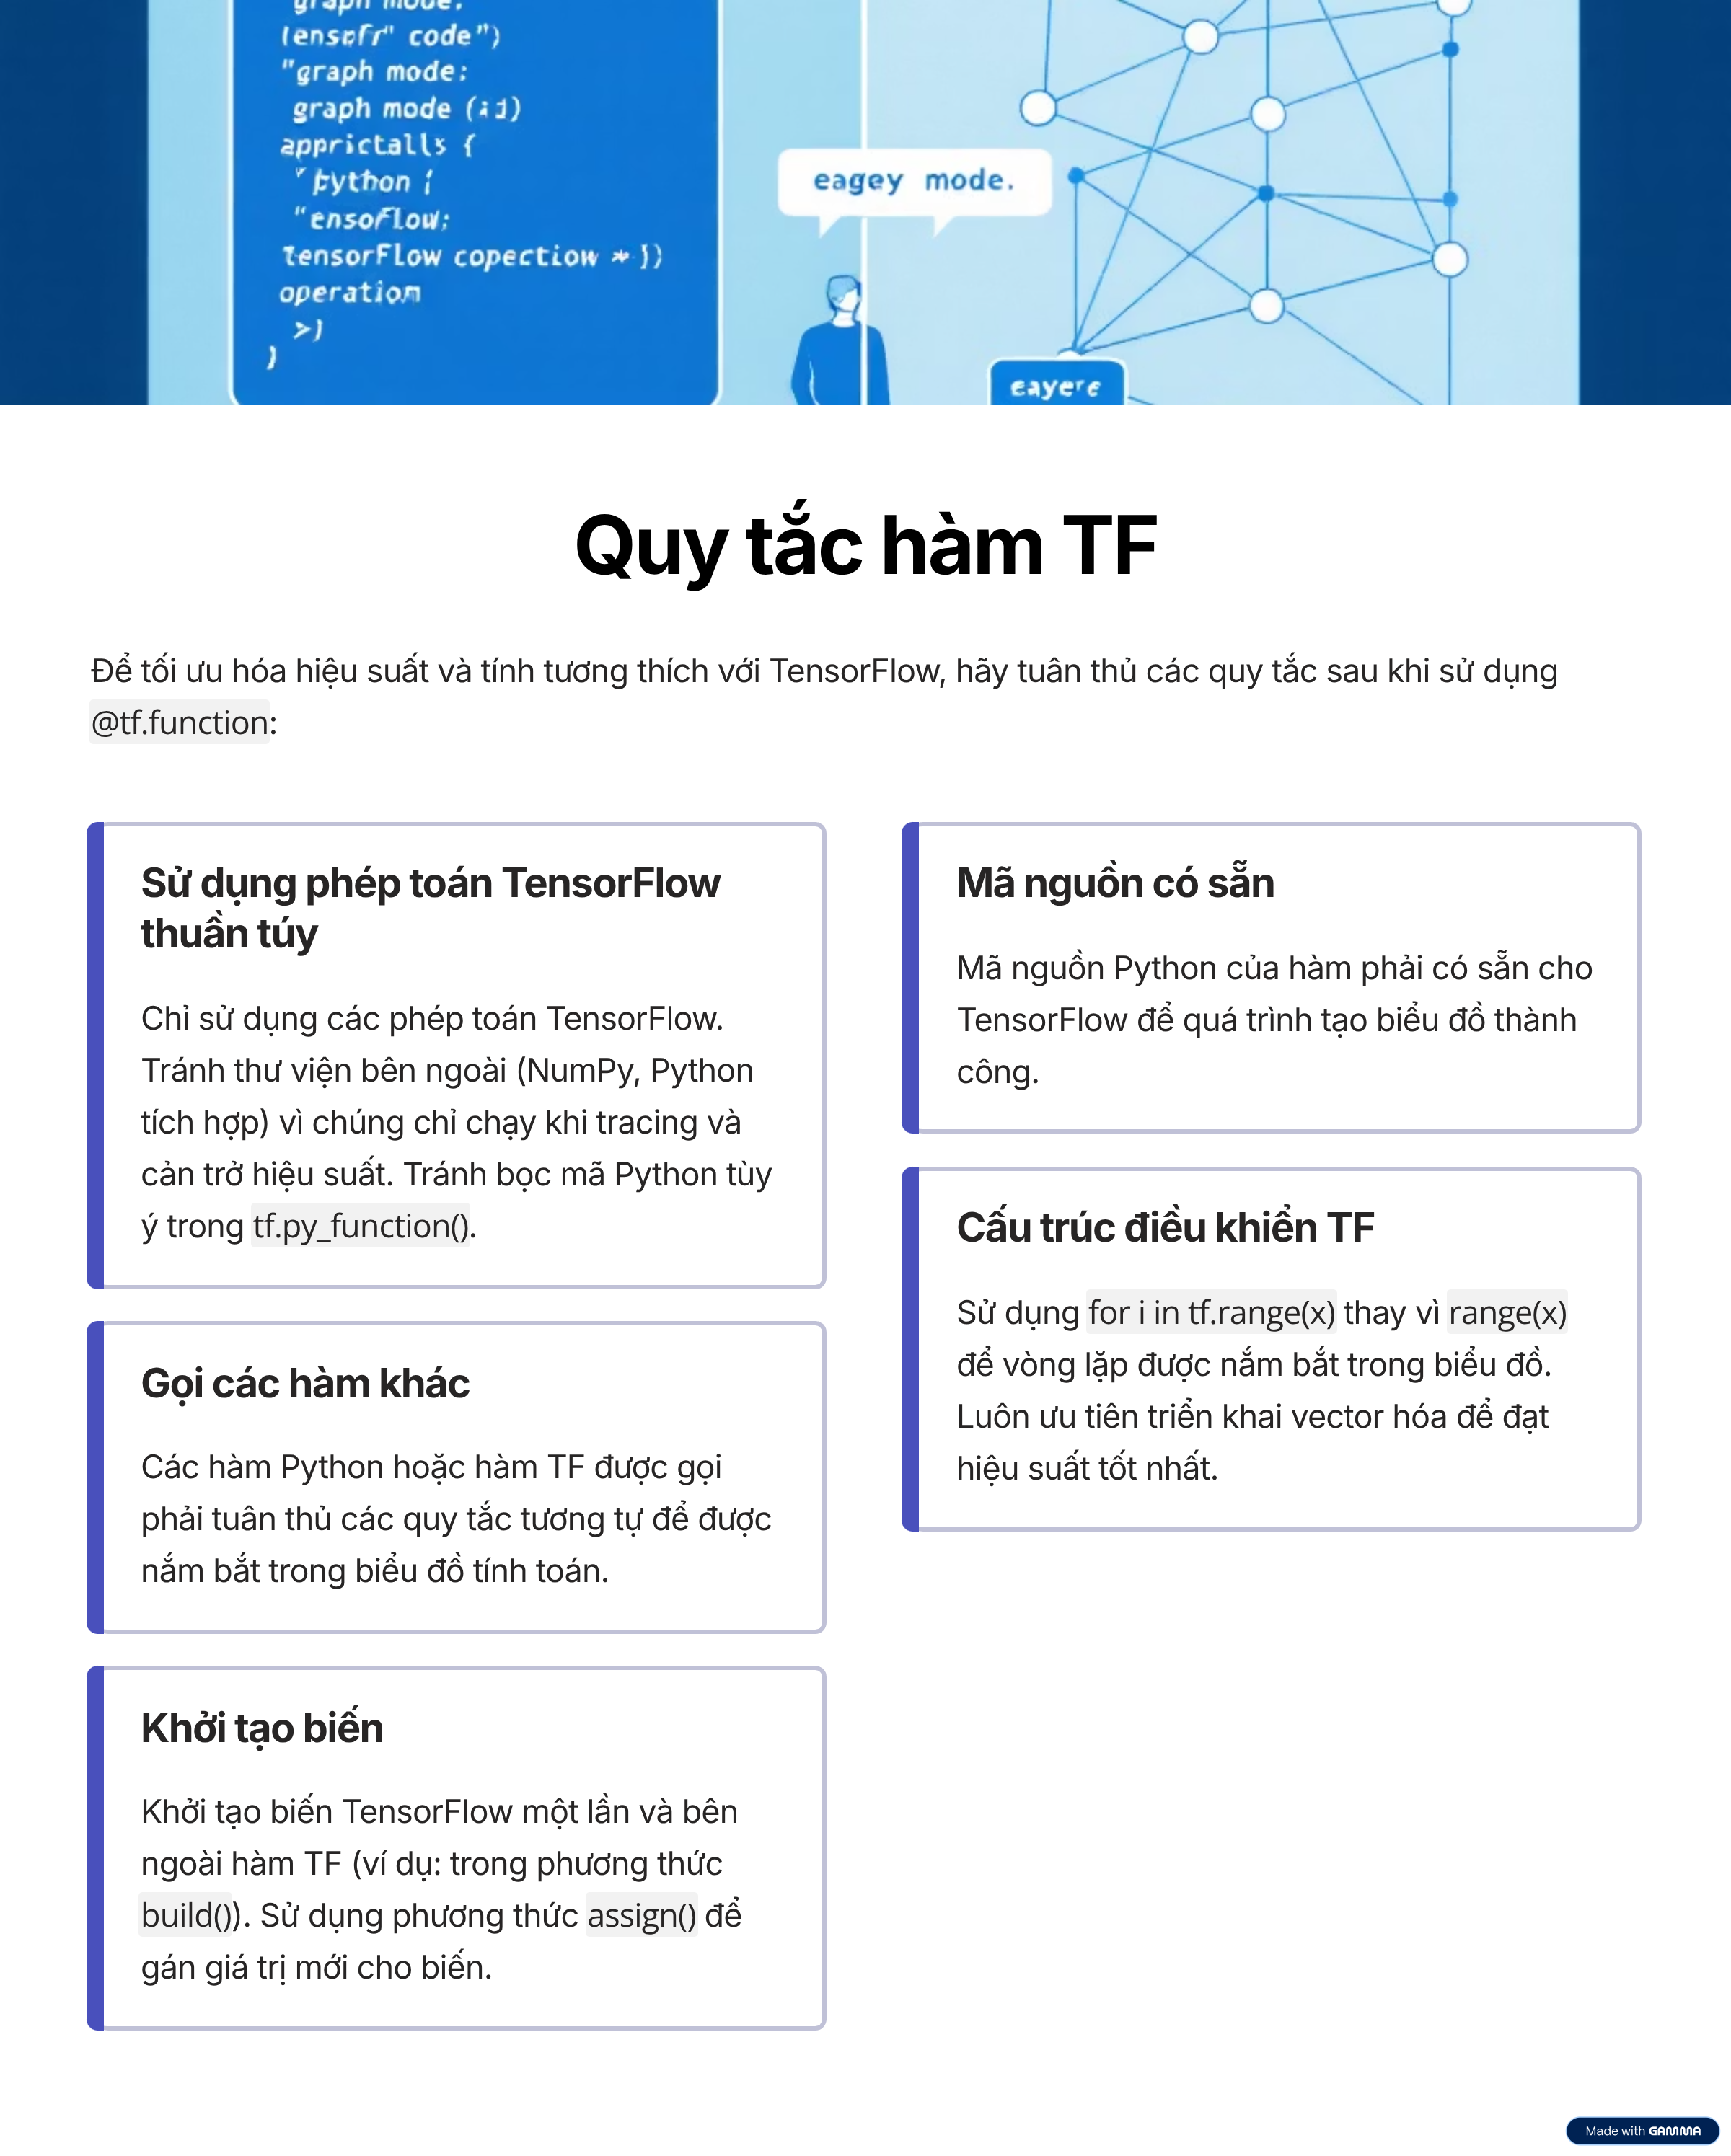 graph mode.
"graph mode:
graph mode
apprictalls {
"ensoFlow;
TensorFlow copection
operation
>)
)
eagey mode.
Quy tắc hàm TF
Để tối ưu hóa hiệu suất và tính tương thích với TensorFlow, hãy tuân thủ các quy tắc sau khi sử dụng
@tf.function:
Sử dụng phép toán TensorFlow
thuần túy
Chỉ sử dụng các phép toán TensorFlow.
Tránh thư viện bên ngoài (NumPy, Python
tích hợp) vì chúng chỉ chạy khi tracing và
cản trở hiệu suất. Tránh bọc mã Python tùy
ý trong tf.py_function().
Mã nguồn có sẵn
Mã nguồn Python của hàm phải có sẵn cho
TensorFlow để quá trình tạo biểu đồ thành
công.
Gọi các hàm khác
Các hàm Python hoặc hàm TF được gọi
phải tuân thủ các quy tắc tương tự để được
nắm bắt trong biểu đồ tính toán.
Cấu trúc điều khiển TF
Sử dụng for i in tf.range(x) thay vì range(x)
để vòng lặp được nắm bắt trong biểu đồ.
Luôn ưu tiên triển khai vector hóa để đạt
hiệu suất tốt nhất.
Khởi tạo biến
Khởi tạo biến TensorFlow một lần và bên
ngoài hàm TF (ví dụ: trong phương thức
build()). Sử dụng phương thức assign() để
gán giá trị mới cho biến.
Made with GAMMA